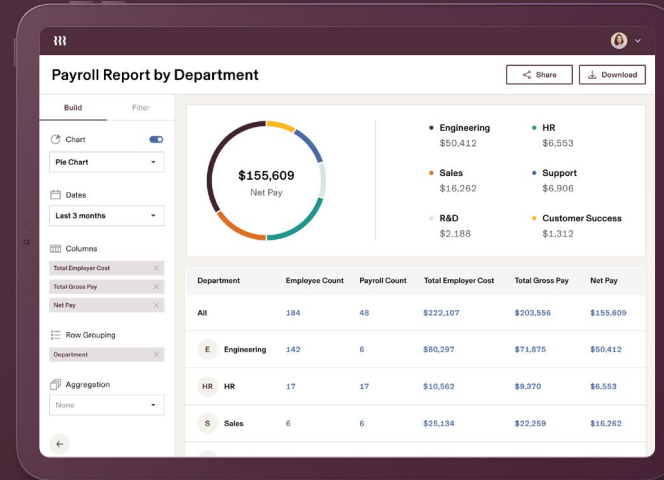 Payroll Report by Department
Share
Download
Build
Filter
Chart
Pie Chart
Dates
Last 3 months
Columns
Total Employer Cost
Total Gross Pay
Net Pay
Row Grouping
Department
Aggregation
None
$155,609
Net Pay
Engineering
$50,412
HR
$6,553
Sales
$16,262
Support
$6,906
R&D
$2,188
Customer Success
$1,312
Department Employee Count Payroll Count Total Employer Cost Total Gross Pay Net Pay
All 184 48 $222,107 $203,556 $155,609
E Engineering 142 6 $80,297 $71,875 $50,412
HR HR 17 17 $10,562 $9,370 $6,553
S Sales 6 6 $25,134 $22,259 $16,262